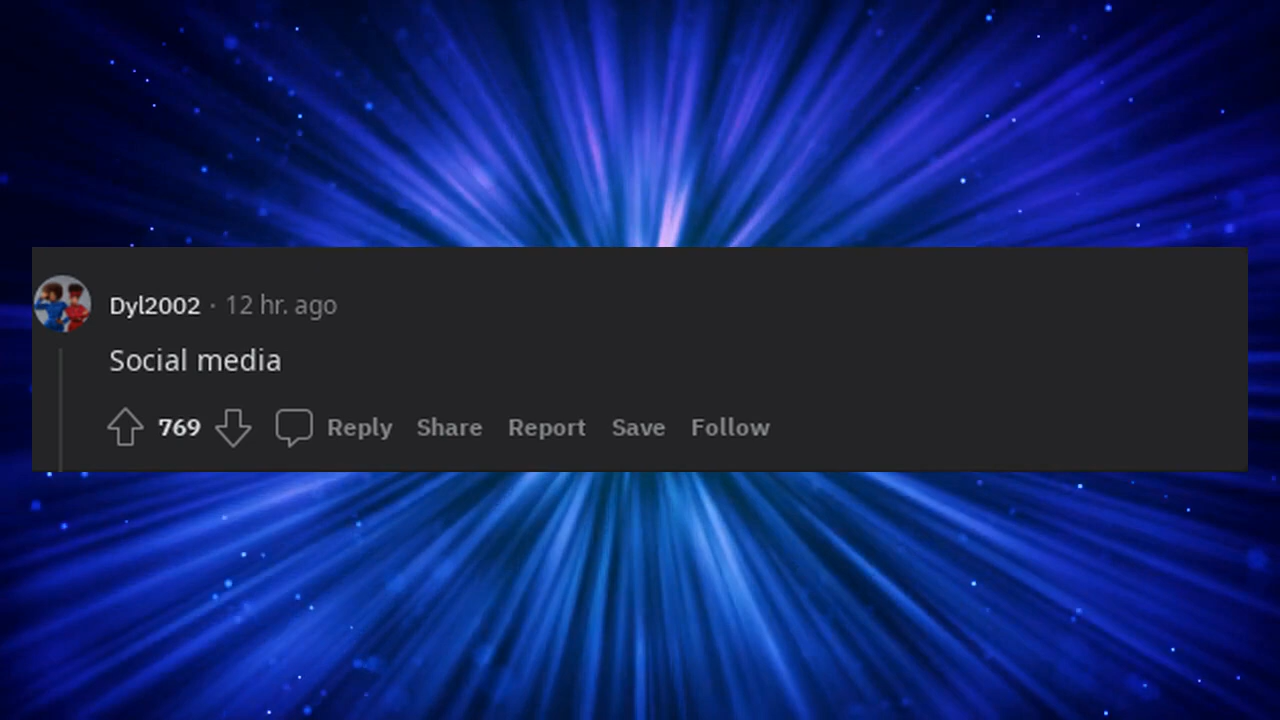 Dyl2002 · 12 hr. ago
Social media
769 Reply Share Report Save Follow